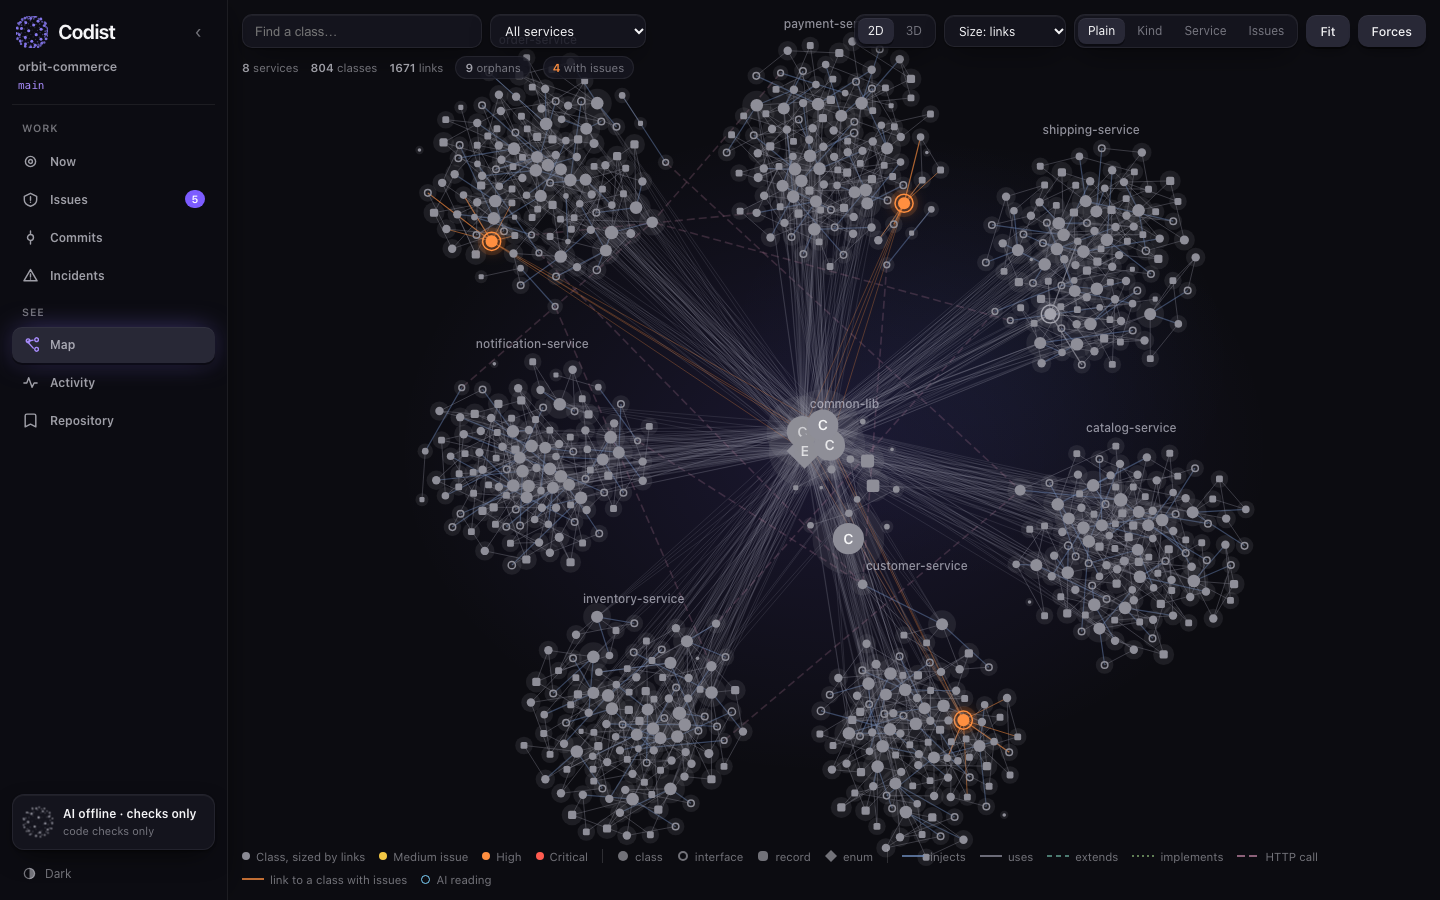 Codist
orbit-commerce
main
WORK
Now
Issues 5
Commits
Incidents
SEE
Map
Activity
Repository
AI offline · checks only
code checks only
Dark
Find a class...
All services
2D 3D
Size: links
Plain Kind Service Issues
Fit
Forces
8 services 804 classes 1671 links 9 orphans 4 with issues
order-service
shipping-service
notification-service
common-lib
C
C
C
E
C
catalog-service
customer-service
inventory-service
Class, sized by links Medium issue High Critical class interface record enum injects uses extends implements HTTP call
link to a class with issues AI reading